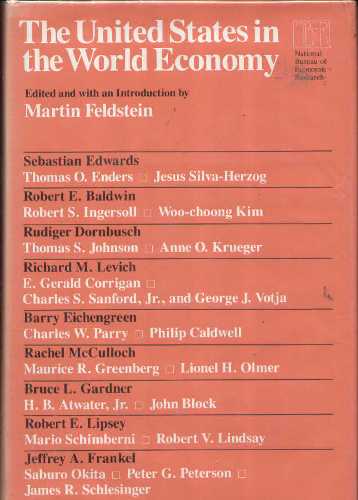 The United States in
the World Economy
National
Bureau of
Economic
Research
Edited and with an Introduction by
Martin Feldstein
Sebastian Edwards
Thomas O. Enders □ Jesus Silva-Herzog
Robert E. Baldwin
Robert S. Ingersoll □ Woo-choong Kim
Rudiger Dornbusch
Thomas S. Johnson □ Anne O. Krueger
Richard M. Levich
E. Gerald Corrigan □
Charles S. Sanford, Jr., and George J. Votja
Barry Eichengreen
Charles W. Parry □ Philip Caldwell
Rachel McCulloch
Maurice R. Greenberg □ Lionel H. Olmer
Bruce L. Gardner
H. B. Atwater, Jr. □ John Block
Robert E. Lipsey
Mario Schimberni □ Robert V. Lindsay
Jeffrey A. Frankel
Saburo Okita □ Peter G. Peterson □
James R. Schlesinger